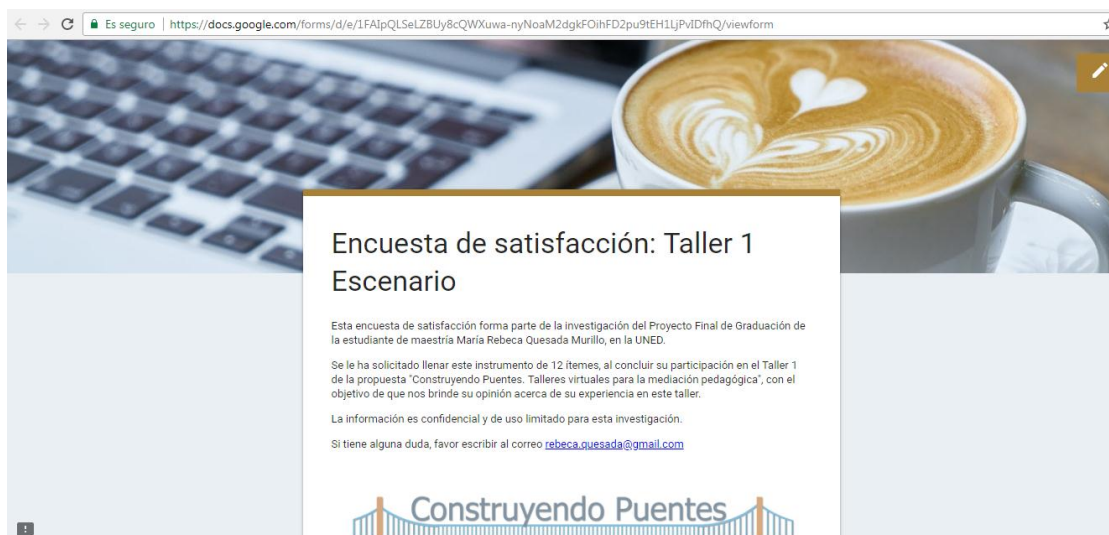 Es seguro | https://docs.google.com/forms/d/e/1FAIpQLSeLZBUy8cQWXuwa-nyNoaM2dgkFOihFD2pu9tEH1LjPvIDfhQ/viewform
Encuesta de satisfacción: Taller 1
Escenario
Esta encuesta de satisfacción forma parte de la investigación del Proyecto Final de Graduación de
la estudiante de maestría María Rebeca Quesada Murillo, en la UNED.
Se le ha solicitado llenar este instrumento de 12 ítemes, al concluir su participación en el Taller 1
de la propuesta "Construyendo Puentes. Talleres virtuales para la mediación pedagógica", con el
objetivo de que nos brinde su opinión acerca de su experiencia en este taller.
La información es confidencial y de uso limitado para esta investigación.
Si tiene alguna duda, favor escribir al correo rebeca.quesada@gmail.com
Construyendo Puentes